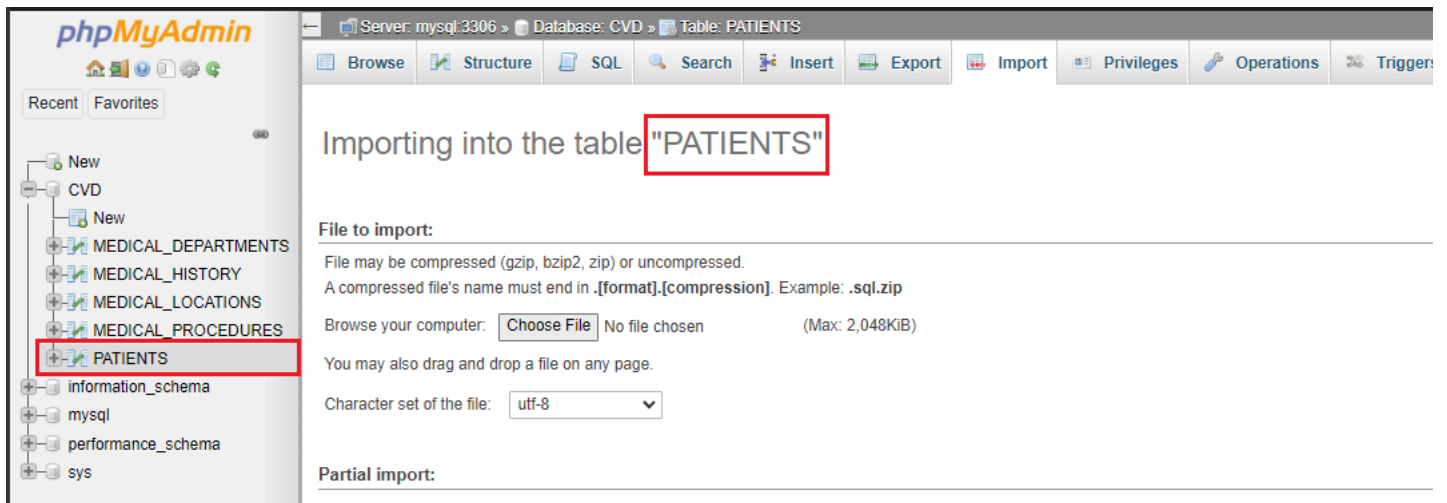 phpMyAdmin
Recent Favorites
New
CVD
New
MEDICAL_DEPARTMENTS
MEDICAL_HISTORY
MEDICAL_LOCATIONS
MEDICAL_PROCEDURES
PATIENTS
information_schema
mysql
performance_schema
sys
Server: mysql:3306 » Database: CVD » Table: PATIENTS
Browse Structure SQL Search Insert Export Import Privileges Operations Triggers
Importing into the table "PATIENTS"
File to import:
File may be compressed (gzip, bzip2, zip) or uncompressed.
A compressed file's name must end in .[format].[compression]. Example: .sql.zip
Browse your computer: Choose File No file chosen (Max: 2,048KiB)
You may also drag and drop a file on any page.
Character set of the file: utf-8
Partial import: